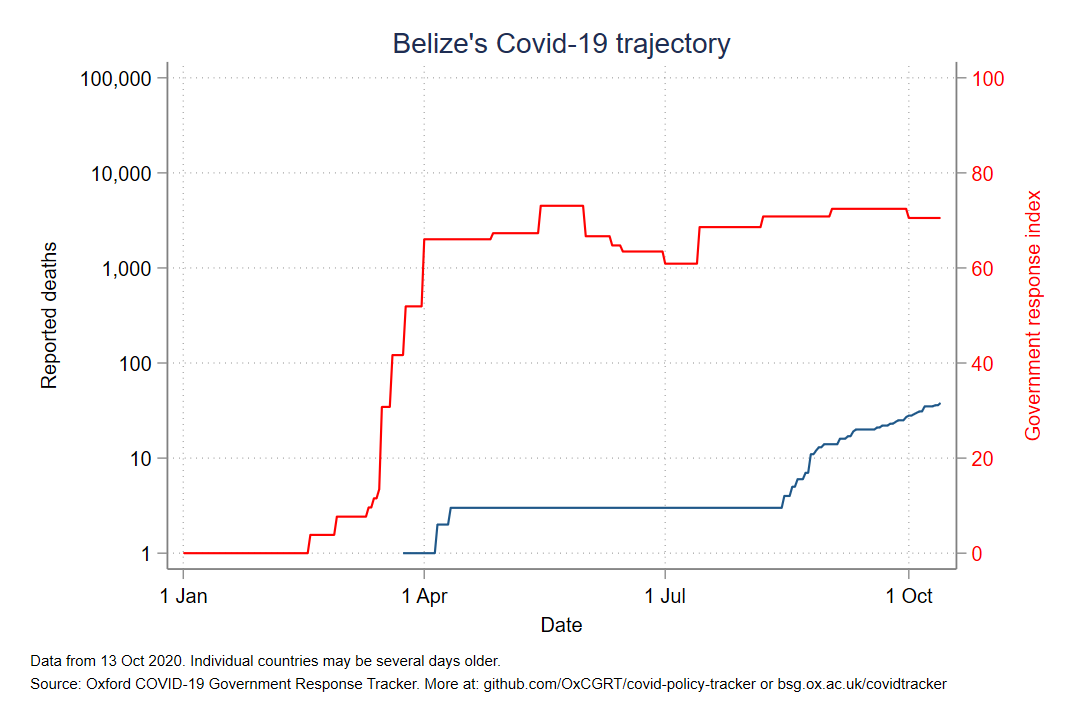 Belize's Covid-19 trajectory
100,000
10,000
1,000
100
10
1
Reported deaths
100
80
60
40
20
0
Government response index
1 Jan
1 Apr
1 Jul
1 Oct
Date
Data from 13 Oct 2020. Individual countries may be several days older.
Source: Oxford COVID-19 Government Response Tracker. More at: github.com/OxCGRT/covid-policy-tracker or bsg.ox.ac.uk/covidtracker